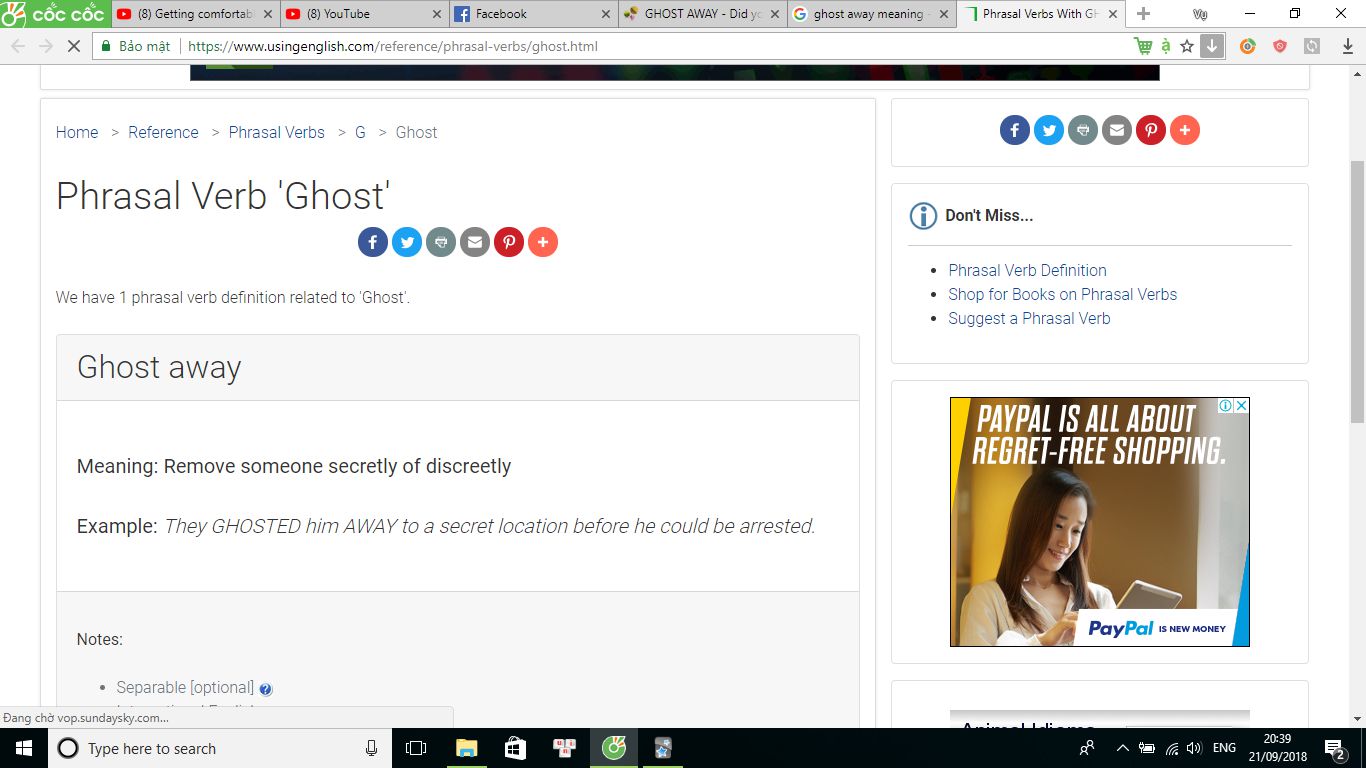 CỐC CỐC
(8) Getting comfortabl
(8) YouTube
Facebook
GHOST AWAY - Did yo
ghost away meaning -
Phrasal Verbs With GH
Vy
Bảo mật
https://www.usingenglish.com/reference/phrasal-verbs/ghost.html
Home > Reference > Phrasal Verbs > G > Ghost
Phrasal Verb 'Ghost'
We have 1 phrasal verb definition related to 'Ghost'.
Ghost away
Meaning: Remove someone secretly of discreetly
Example: They GHOSTED him AWAY to a secret location before he could be arrested.
Notes:
Separable [optional]
Don't Miss...
Phrasal Verb Definition
Shop for Books on Phrasal Verbs
Suggest a Phrasal Verb
PAYPAL IS ALL ABOUT
REGRET-FREE SHOPPING.
PayPal IS NEW MONEY
Animal Idioms
Đang chờ vop.sundaysky.com...
Type here to search
ENG
20:39
21/09/2018
2